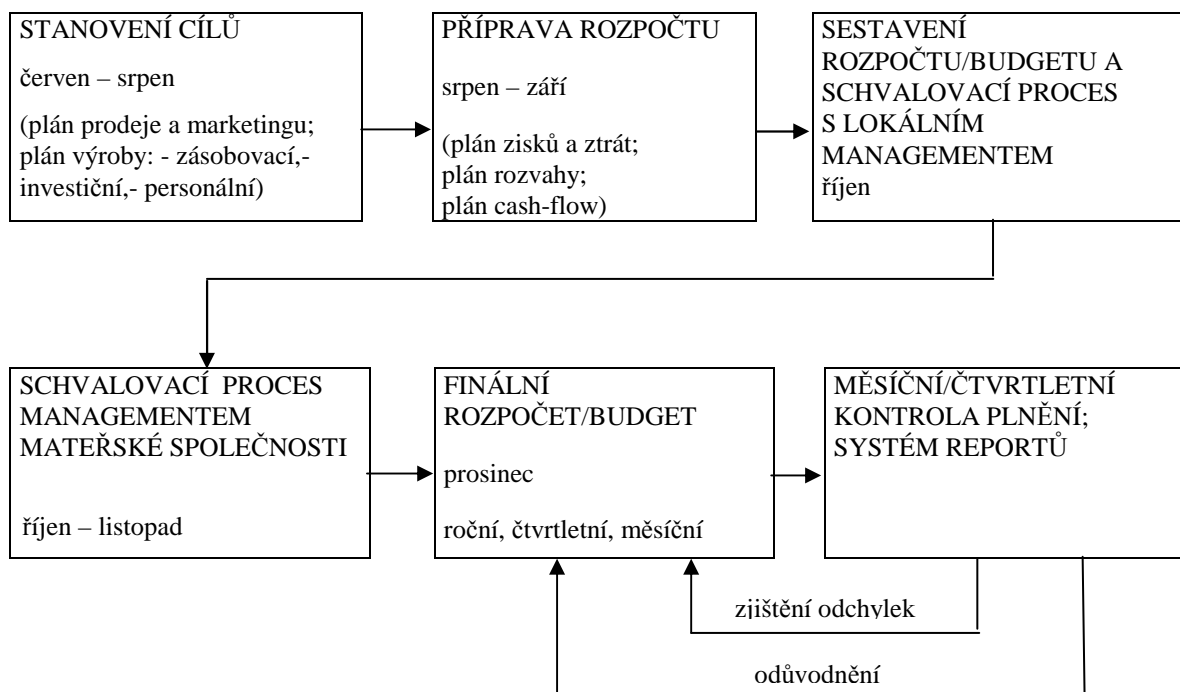 STANOVENÍ CÍLŮ
červen – srpen
(plán prodeje a marketingu;
plán výroby: - zásobovací,-
investiční,- personální)
PŘÍPRAVA ROZPOČTU
srpen – září
(plán zisků a ztrát;
plán rozvahy;
plán cash-flow)
SESTAVENÍ
ROZPOČTU/BUDGETU A
SCHVALOVACÍ PROCES
S LOKÁLNÍM
MANAGEMENTEM
říjen
SCHVALOVACÍ PROCES
MANAGEMENTEM
MATEŘSKÉ SPOLEČNOSTI
říjen – listopad
FINÁLNÍ
ROZPOČET/BUDGET
prosinec
roční, čtvrtletní, měsíční
MĚSÍČNÍ/ČTVRTLETNÍ
KONTROLA PLNĚNÍ;
SYSTÉM REPORTŮ
zjištění odchylek
odůvodnění